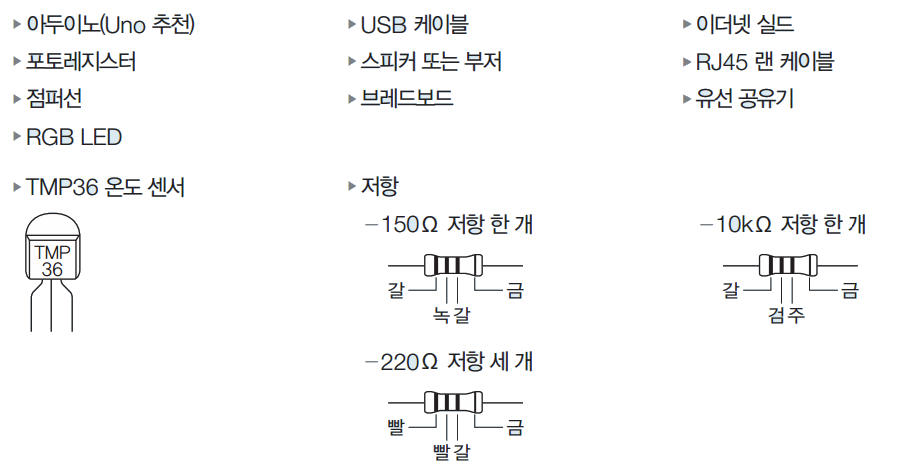 ▸ 아두이노(Uno 추천)
▸ USB 케이블
▸ 이더넷 실드
▸ 포토레지스터
▸ 스피커 또는 부저
▸ RJ45 랜 케이블
▸ 점퍼선
▸ 브레드보드
▸ 유선 공유기
▸ RGB LED
▸ TMP36 온도 센서
▸ 저항
TMP
36
–150Ω 저항 한 개
갈
금
녹 갈
–10kΩ 저항 한 개
갈
금
검 주
–220Ω 저항 세 개
빨
금
빨 갈